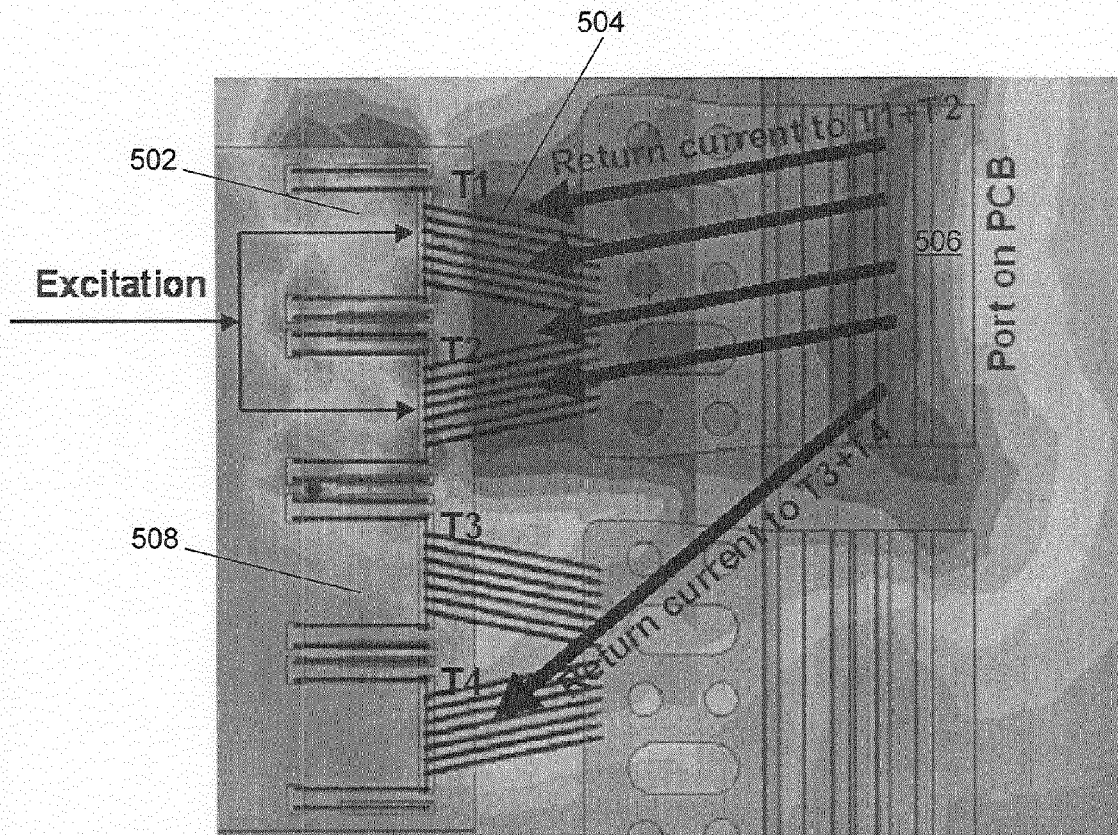 504
Return current to T1+T2
502
T1
506
Port on PCB
Excitation
T2
T3
Return current to T3+T4
508
T4